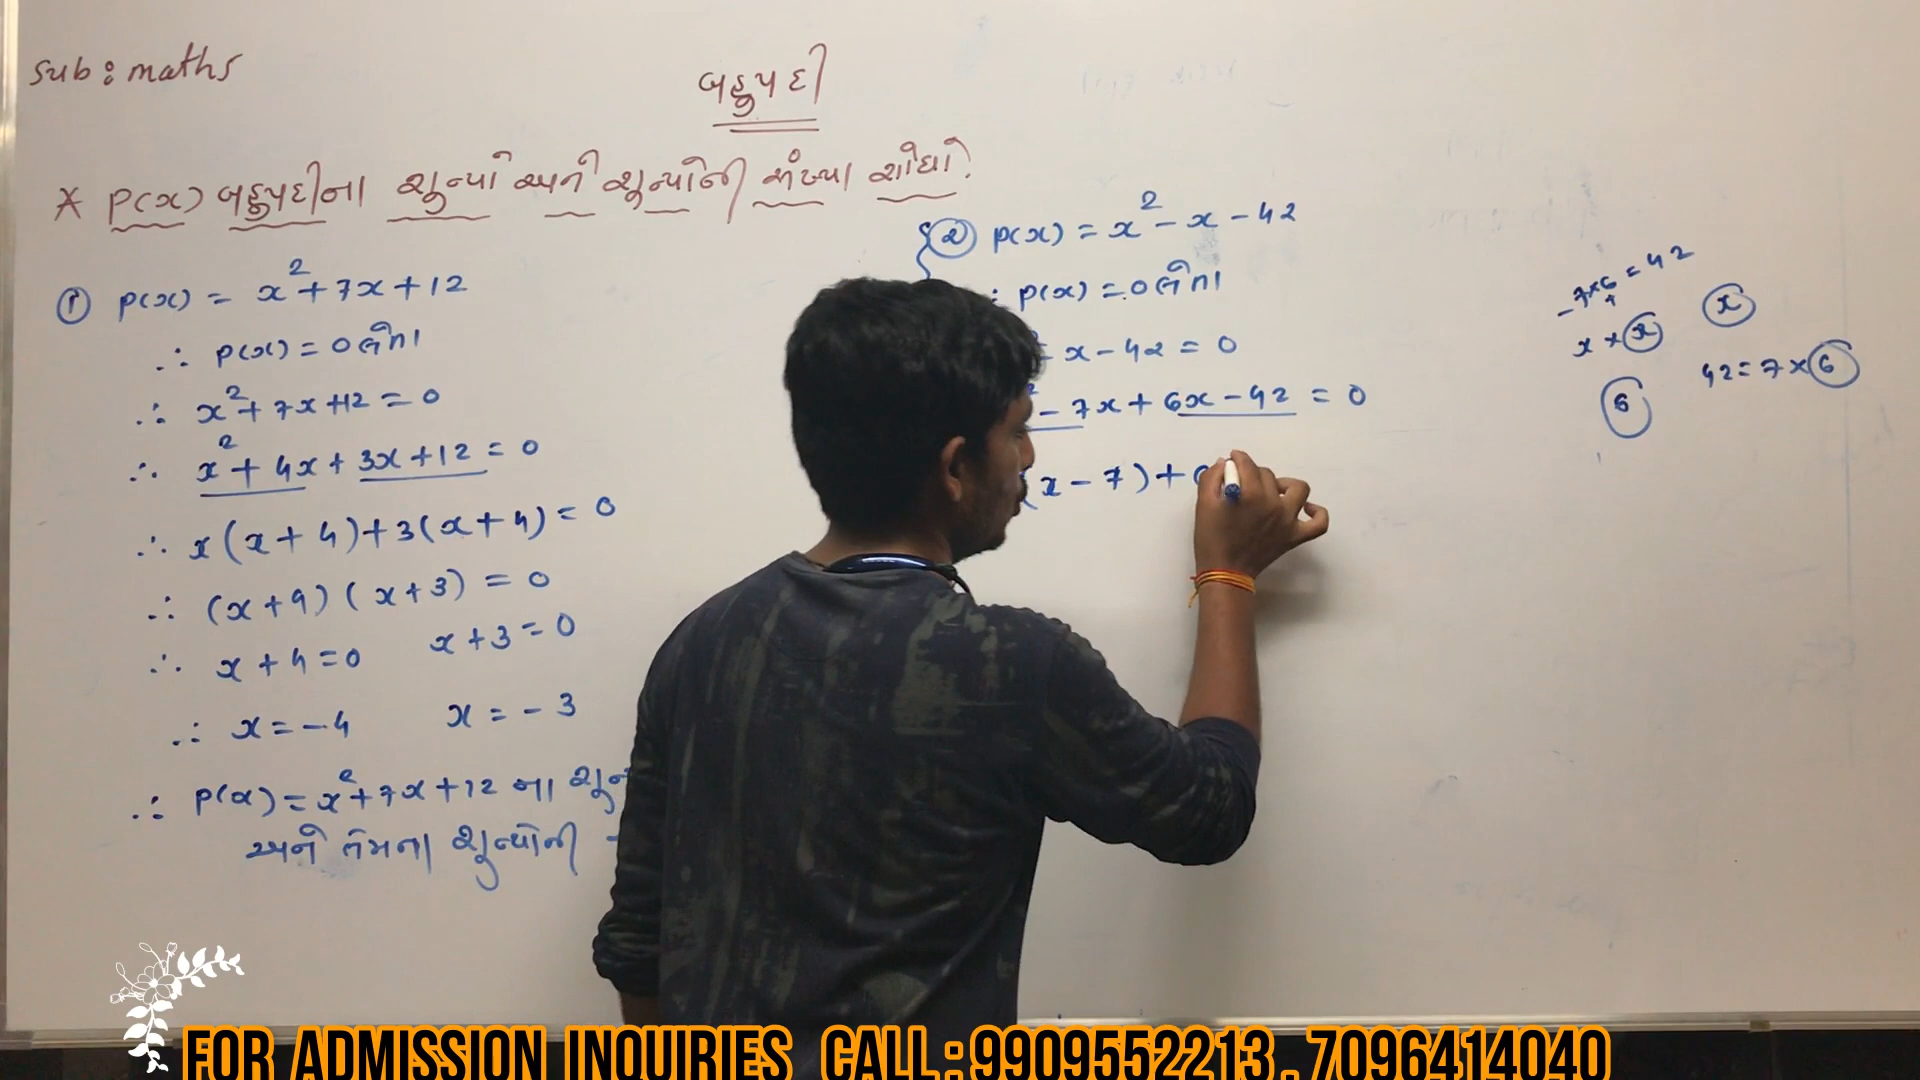 sub : maths
બહુપદી
* p(x) બહુપદીના શૂન્યો અને શૂન્યોની સંખ્યા શોધો.
① p(x) = x² + 7x + 12
∴ p(x) = 0 લેતા
∴ x² + 7x + 12 = 0
∴ x² + 4x + 3x + 12 = 0
∴ x (x + 4) + 3 (x + 4) = 0
∴ (x + 4) (x + 3) = 0
∴ x + 4 = 0 x + 3 = 0
∴ x = -4 x = -3
∴ p(x) = x² + 7x + 12 ના
અને તેમના શૂન્યોની
② p(x) = x² - x - 42
∴ p(x) = 0 લેતા
- x - 42 = 0
- 7x + 6x - 42 = 0
(x - 7) +
-7 × 6 = 42
+
x x
6
x
42 = 7 × 6
FOR ADMISSION INQUIRIES CALL : 9909552213 , 7096414040